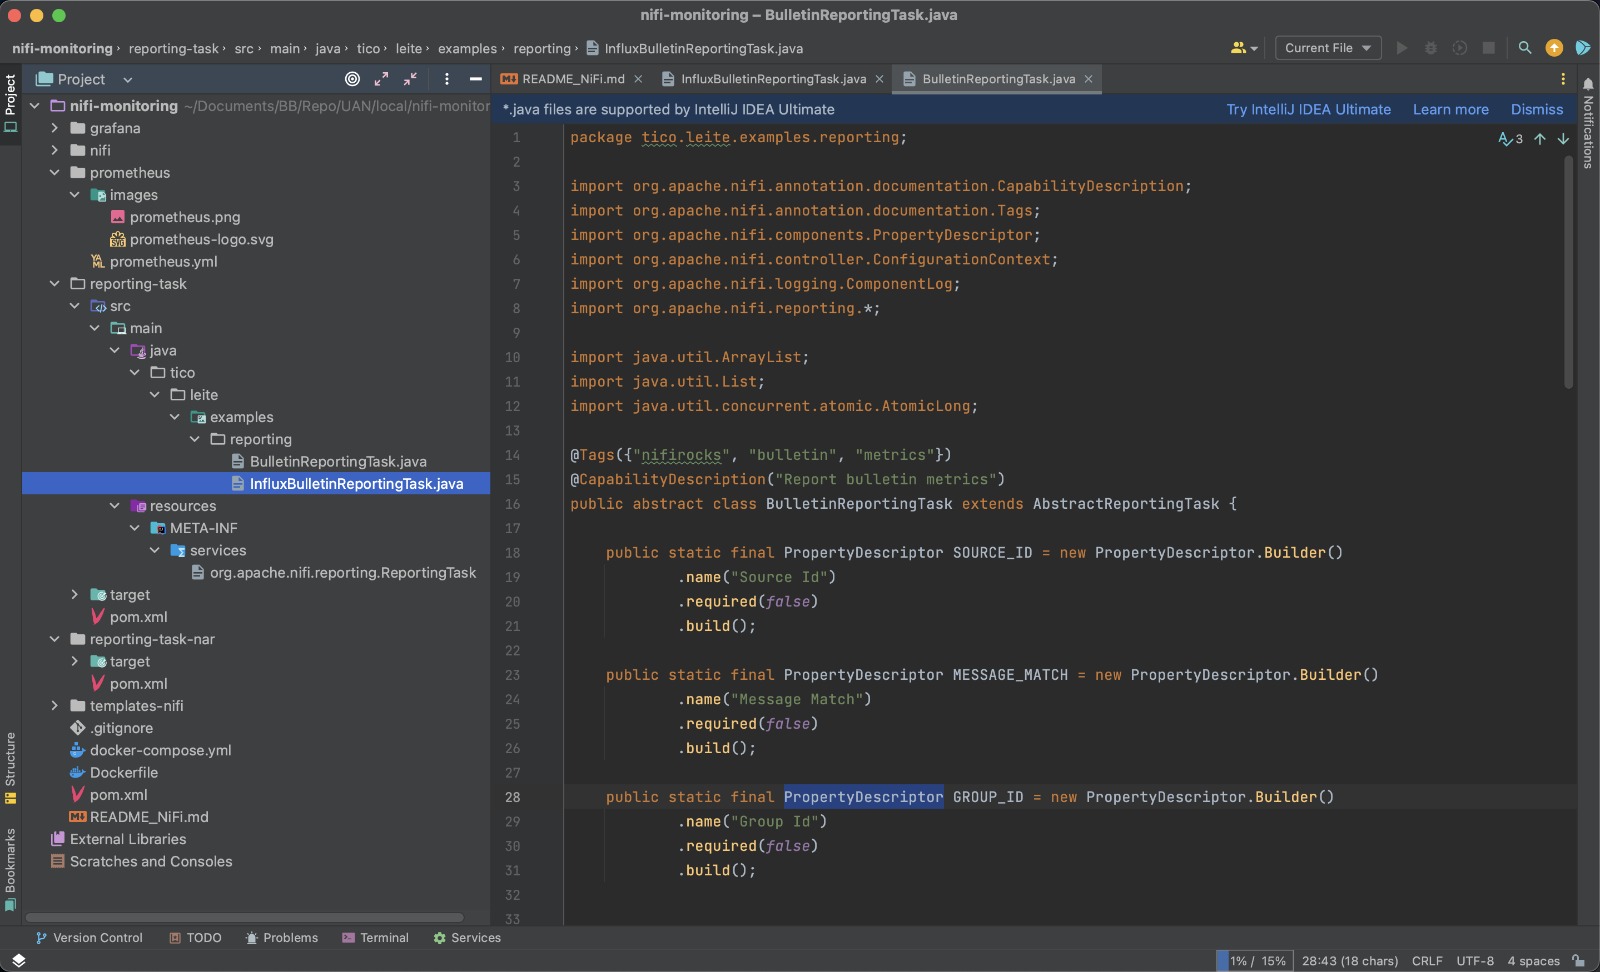 nifi-monitoring – BulletinReportingTask.java
nifi-monitoring › reporting-task › src › main › java › tico › leite › examples › reporting › InfluxBulletinReportingTask.java
Current File
Project
Project
README_NiFi.md
InfluxBulletinReportingTask.java
BulletinReportingTask.java
Notifications
*.java files are supported by IntelliJ IDEA Ultimate
Try IntelliJ IDEA Ultimate
Learn more
Dismiss
nifi-monitoring ~/Documents/BB/Repo/UAN/local/nifi-monitor
grafana
nifi
prometheus
images
prometheus.png
SVG prometheus-logo.svg
YAML prometheus.yml
reporting-task
src
main
java
tico
leite
examples
reporting
BulletinReportingTask.java
InfluxBulletinReportingTask.java
resources
META-INF
services
org.apache.nifi.reporting.ReportingTask
target
pom.xml
reporting-task-nar
target
pom.xml
templates-nifi
.gitignore
docker-compose.yml
Dockerfile
pom.xml
README_NiFi.md
External Libraries
Scratches and Consoles
Structure
Bookmarks
3
1 package tico.leite.examples.reporting;
2
3 import org.apache.nifi.annotation.documentation.CapabilityDescription;
4 import org.apache.nifi.annotation.documentation.Tags;
5 import org.apache.nifi.components.PropertyDescriptor;
6 import org.apache.nifi.controller.ConfigurationContext;
7 import org.apache.nifi.logging.ComponentLog;
8 import org.apache.nifi.reporting.*;
9
10 import java.util.ArrayList;
11 import java.util.List;
12 import java.util.concurrent.atomic.AtomicLong;
13
14 @Tags({"nifirocks", "bulletin", "metrics"})
15 @CapabilityDescription("Report bulletin metrics")
16 public abstract class BulletinReportingTask extends AbstractReportingTask {
17
18 public static final PropertyDescriptor SOURCE_ID = new PropertyDescriptor.Builder()
19 .name("Source Id")
20 .required(false)
21 .build();
22
23 public static final PropertyDescriptor MESSAGE_MATCH = new PropertyDescriptor.Builder()
24 .name("Message Match")
25 .required(false)
26 .build();
27
28 public static final PropertyDescriptor GROUP_ID = new PropertyDescriptor.Builder()
29 .name("Group Id")
30 .required(false)
31 .build();
32
33
Version Control
TODO
Problems
Terminal
Services
1% / 15%
28:43 (18 chars)
CRLF
UTF-8
4 spaces